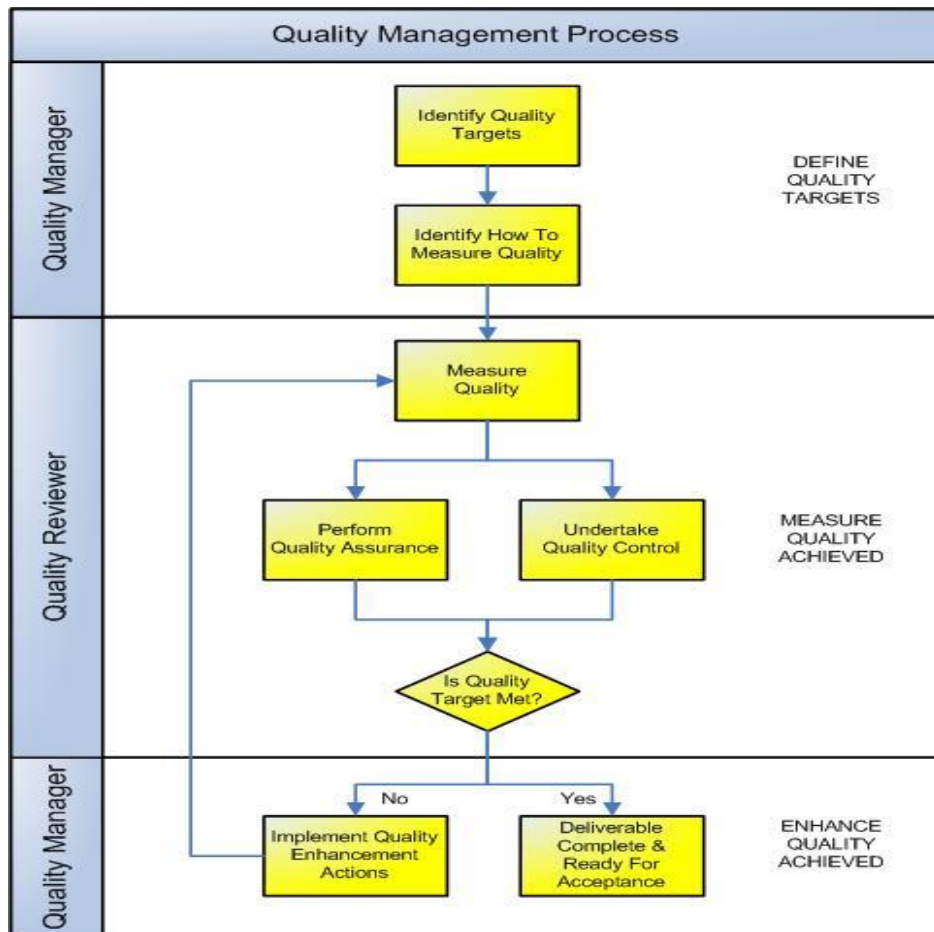 Quality Management Process
Quality Manager
Identify Quality
Targets
DEFINE
QUALITY
TARGETS
Identify How To
Measure Quality
Quality Reviewer
Measure
Quality
Perform
Quality Assurance
Undertake
Quality Control
MEASURE
QUALITY
ACHIEVED
Is Quality
Target Met?
Quality Manager
No
Yes
Implement Quality
Enhancement
Actions
Deliverable
Complete &
Ready For
Acceptance
ENHANCE
QUALITY
ACHIEVED